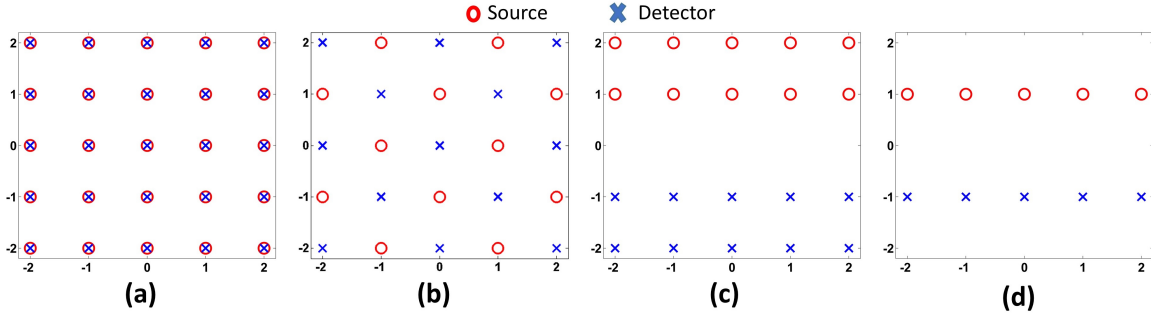 Source Detector
2 2 2 2
1 1 1 1
0 0 0 0
-1 -1 -1 -1
-2 -2 -2 -2
-2 -1 0 1 2 -2 -1 0 1 2 -2 -1 0 1 2 -2 -1 0 1 2
(a) (b) (c) (d)